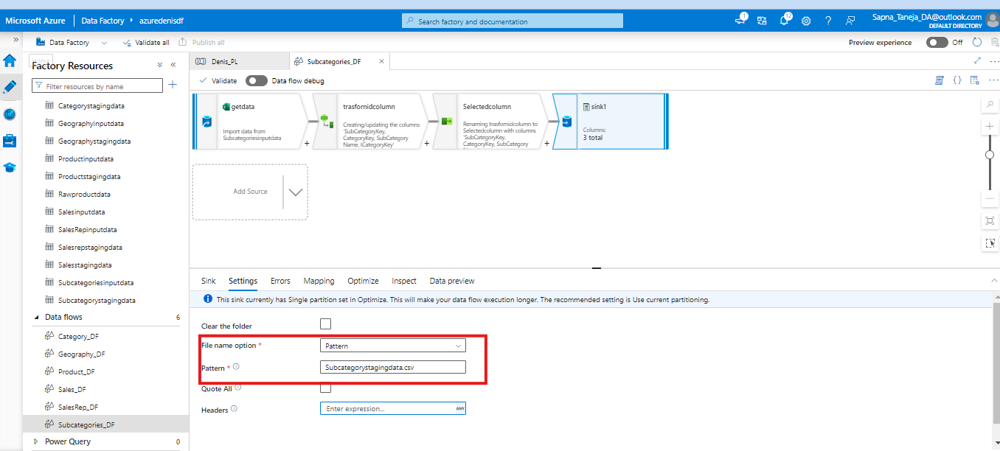 Microsoft Azure
Data Factory
azuredenisdf
Search factory and documentation
1
12
Sapna_Taneja_DA@outlook.com
DEFAULT DIRECTORY
Data Factory
Validate all
Publish all
Preview experience
Off
Factory Resources
Filter resources by name
Categorystagingdata
Geographyinputdata
Geographystagingdata
Productinputdata
Productstagingdata
Rawproductdata
Salesinputdata
SalesRepinputdata
Salesrepstagingdata
Salesstagingdata
Subcategoriesinputdata
Subcategorystagingdata
Data flows 6
Category_DF
Geography_DF
Product_DF
Sales_DF
SalesRep_DF
Subcategories_DF
Power Query 0
Denis_PL
Subcategories_DF
Validate
Data flow debug
getdata
Import data from
Subcategoriesinputdata
trasfornidcolumn
Creating/updating the columns
'SubCategoryKey,
CategoryKey, SubCategory
Name, ICategoryKey'
Selectedcolumn
Renaming trasfornidcolumn to
Selectedcolumn with columns
'SubCategoryKey,
CategoryKey, SubCategory
sink1
Columns:
3 total
Add Source
Sink
Settings
Errors
Mapping
Optimize
Inspect
Data preview
This sink currently has Single partition set in Optimize. This will make your data flow execution longer. The recommended setting is Use current partitioning.
Clear the folder
File name option *
Pattern
Pattern *
Subcategorystagingdata.csv
Quote All
Headers
Enter expression...
ANY